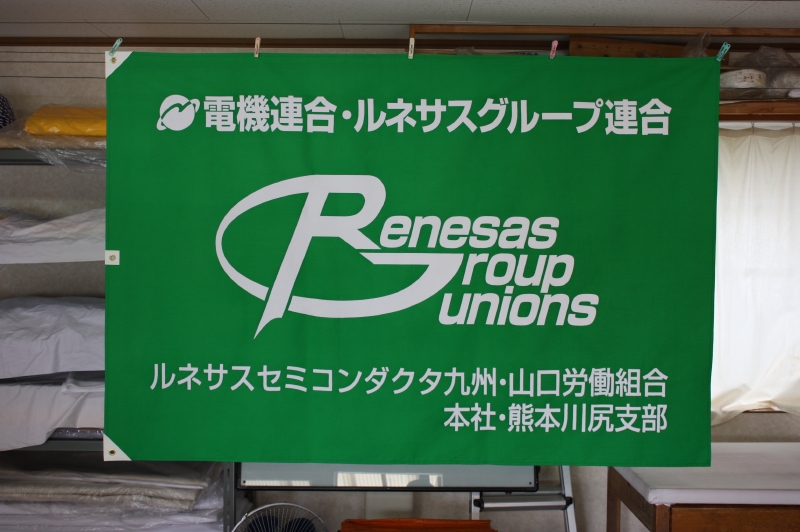 電機連合・ルネサスグループ連合
Renesas
Group
unions
ルネサスセミコンダクタ九州・山口労働組合
本社・熊本川尻支部